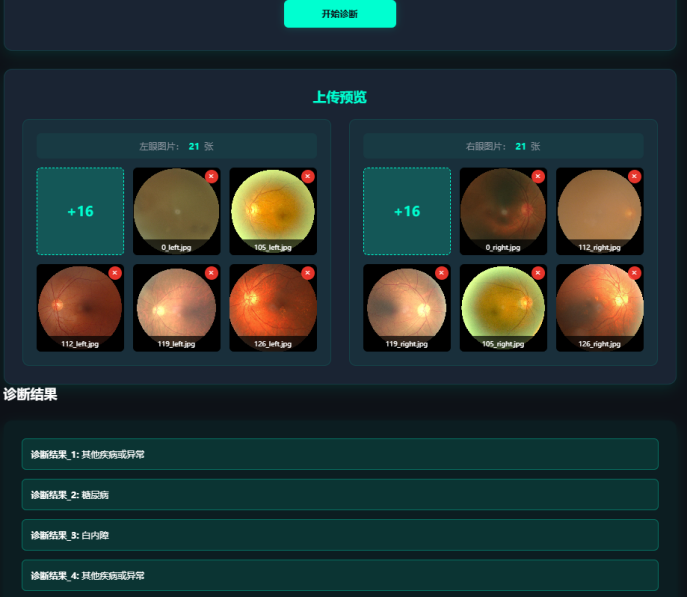 开始诊断
上传预览
左眼图片: 21 张
+16
0_left.jpg
105_left.jpg
112_left.jpg
119_left.jpg
126_left.jpg
右眼图片: 21 张
+16
0_right.jpg
112_right.jpg
119_right.jpg
105_right.jpg
126_right.jpg
诊断结果
诊断结果_1: 其他疾病或异常
诊断结果_2: 糖尿病
诊断结果_3: 白内障
诊断结果_4: 其他疾病或异常